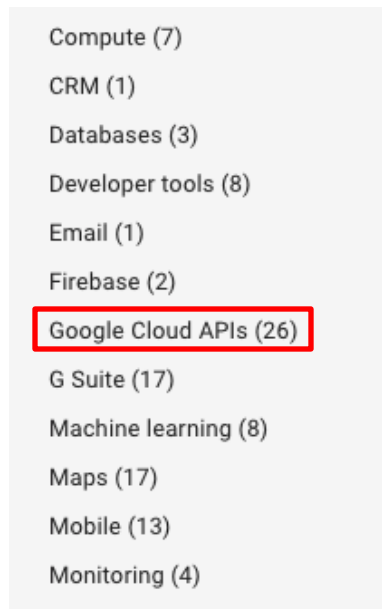 Compute (7)
CRM (1)
Databases (3)
Developer tools (8)
Email (1)
Firebase (2)
Google Cloud APIs (26)
G Suite (17)
Machine learning (8)
Maps (17)
Mobile (13)
Monitoring (4)